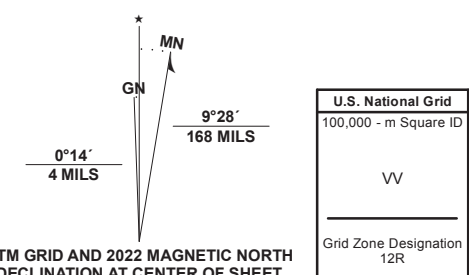 MN
GN
9°28´
168 MILS
0°14´
4 MILS
TM GRID AND 2022 MAGNETIC NORTH
DECLINATION AT CENTER OF SHEET
U.S. National Grid
100,000 - m Square ID
VV
Grid Zone Designation
12R